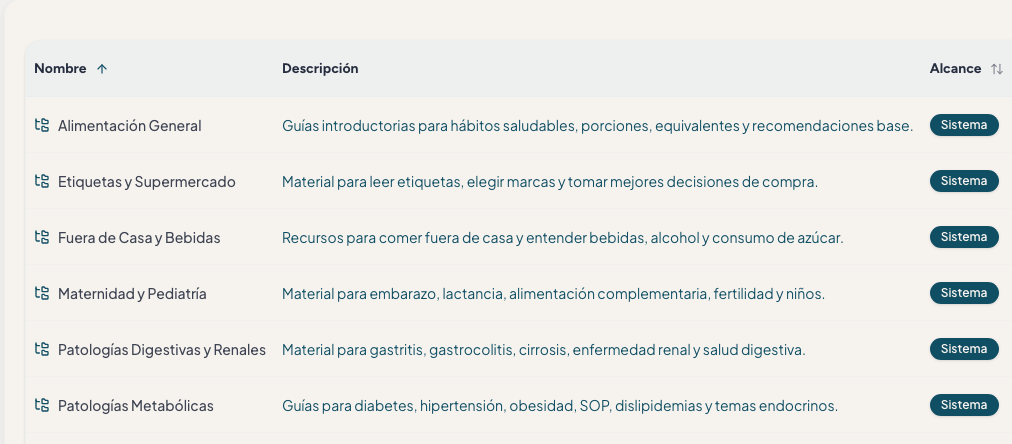 Nombre Descripción Alcance
Alimentación General Guías introductorias para hábitos saludables, porciones, equivalentes y recomendaciones base. Sistema
Etiquetas y Supermercado Material para leer etiquetas, elegir marcas y tomar mejores decisiones de compra. Sistema
Fuera de Casa y Bebidas Recursos para comer fuera de casa y entender bebidas, alcohol y consumo de azúcar. Sistema
Maternidad y Pediatría Material para embarazo, lactancia, alimentación complementaria, fertilidad y niños. Sistema
Patologías Digestivas y Renales Material para gastritis, gastrocolitis, cirrosis, enfermedad renal y salud digestiva. Sistema
Patologías Metabólicas Guías para diabetes, hipertensión, obesidad, SOP, dislipidemias y temas endocrinos. Sistema